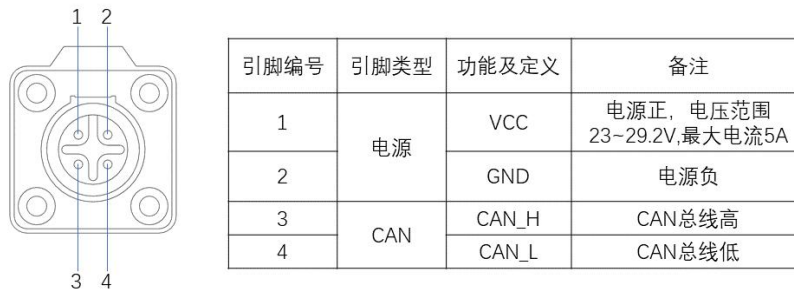 1 2
3 4
引脚编号 引脚类型 功能及定义 备注
1 电源 VCC 电源正，电压范围
23~29.2V,最大电流5A
2 GND 电源负
3 CAN CAN_H CAN总线高
4 CAN_L CAN总线低